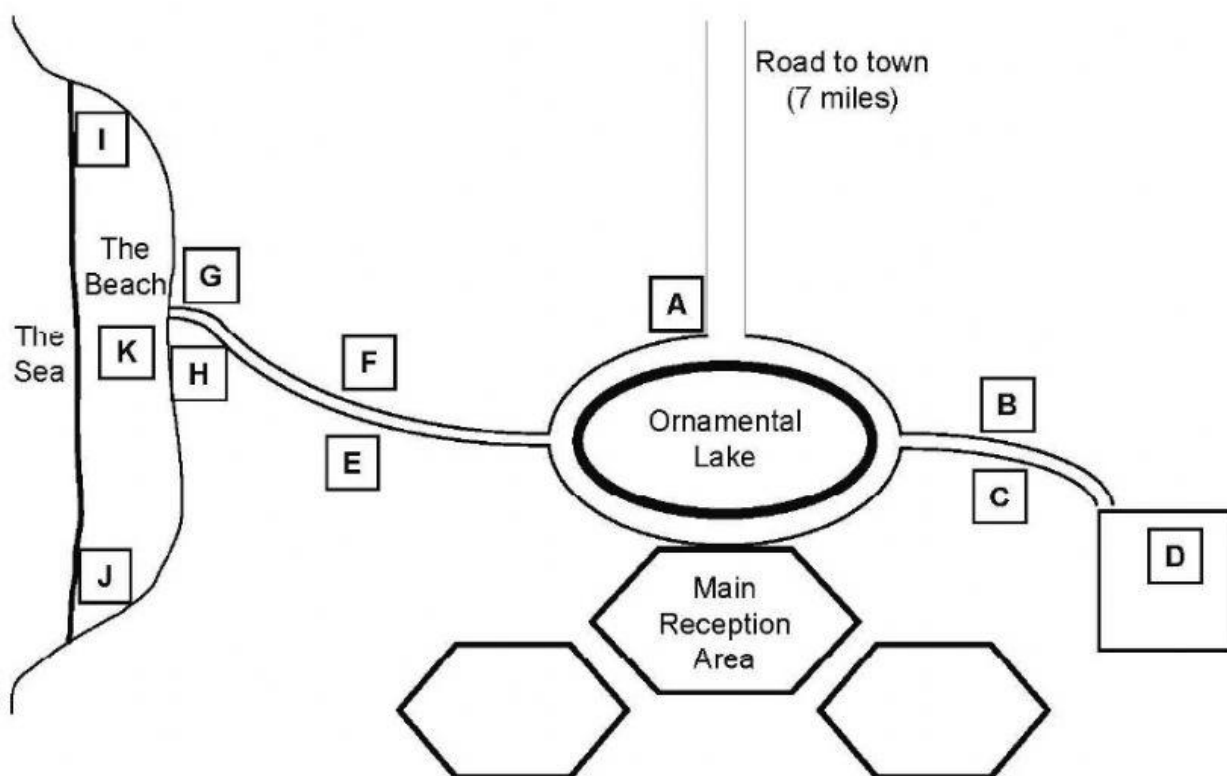 Road to town
(7 miles)
I
The
Beach
G
A
The
Sea
K
H
F
E
Ornamental
Lake
B
C
D
J
Main
Reception
Area